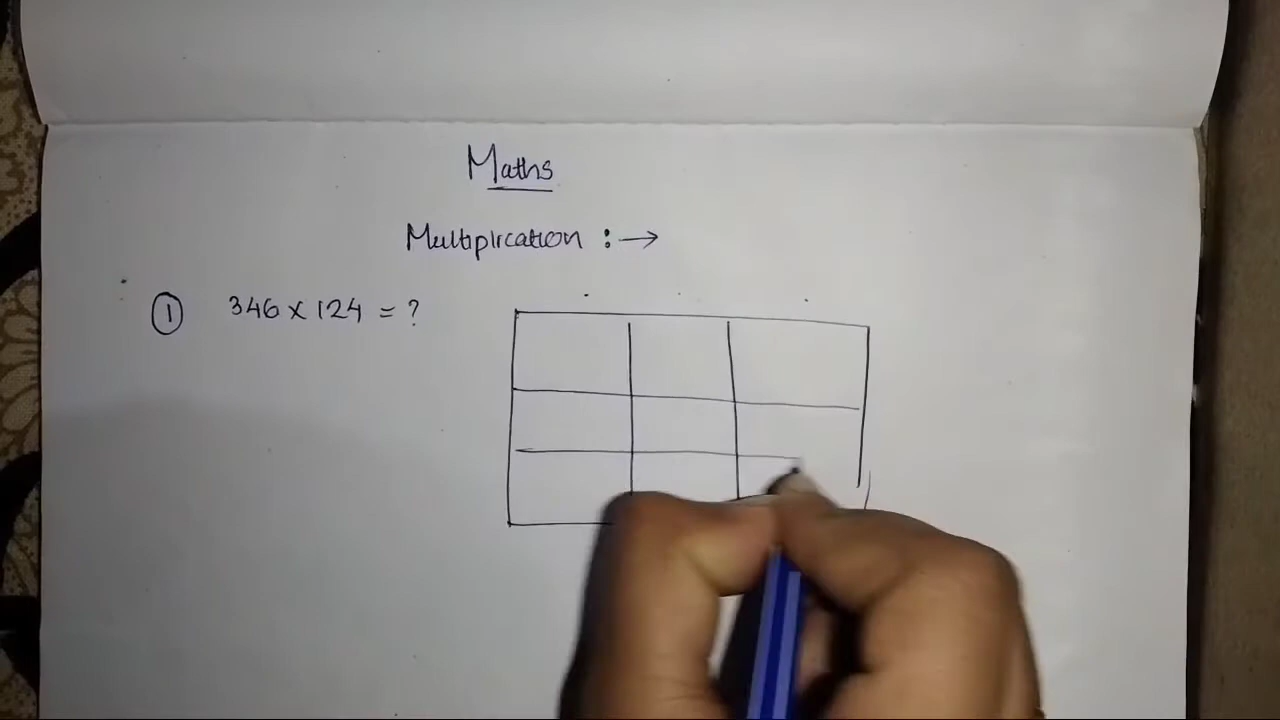 Maths
Multiplication :→
① 346 × 124 = ?